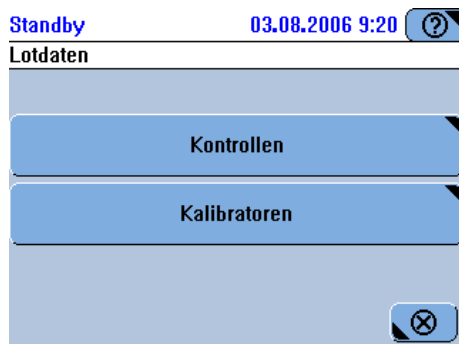 Standby 03.08.2006 9:20 ?
Lotdaten
Kontrollen
Kalibratoren